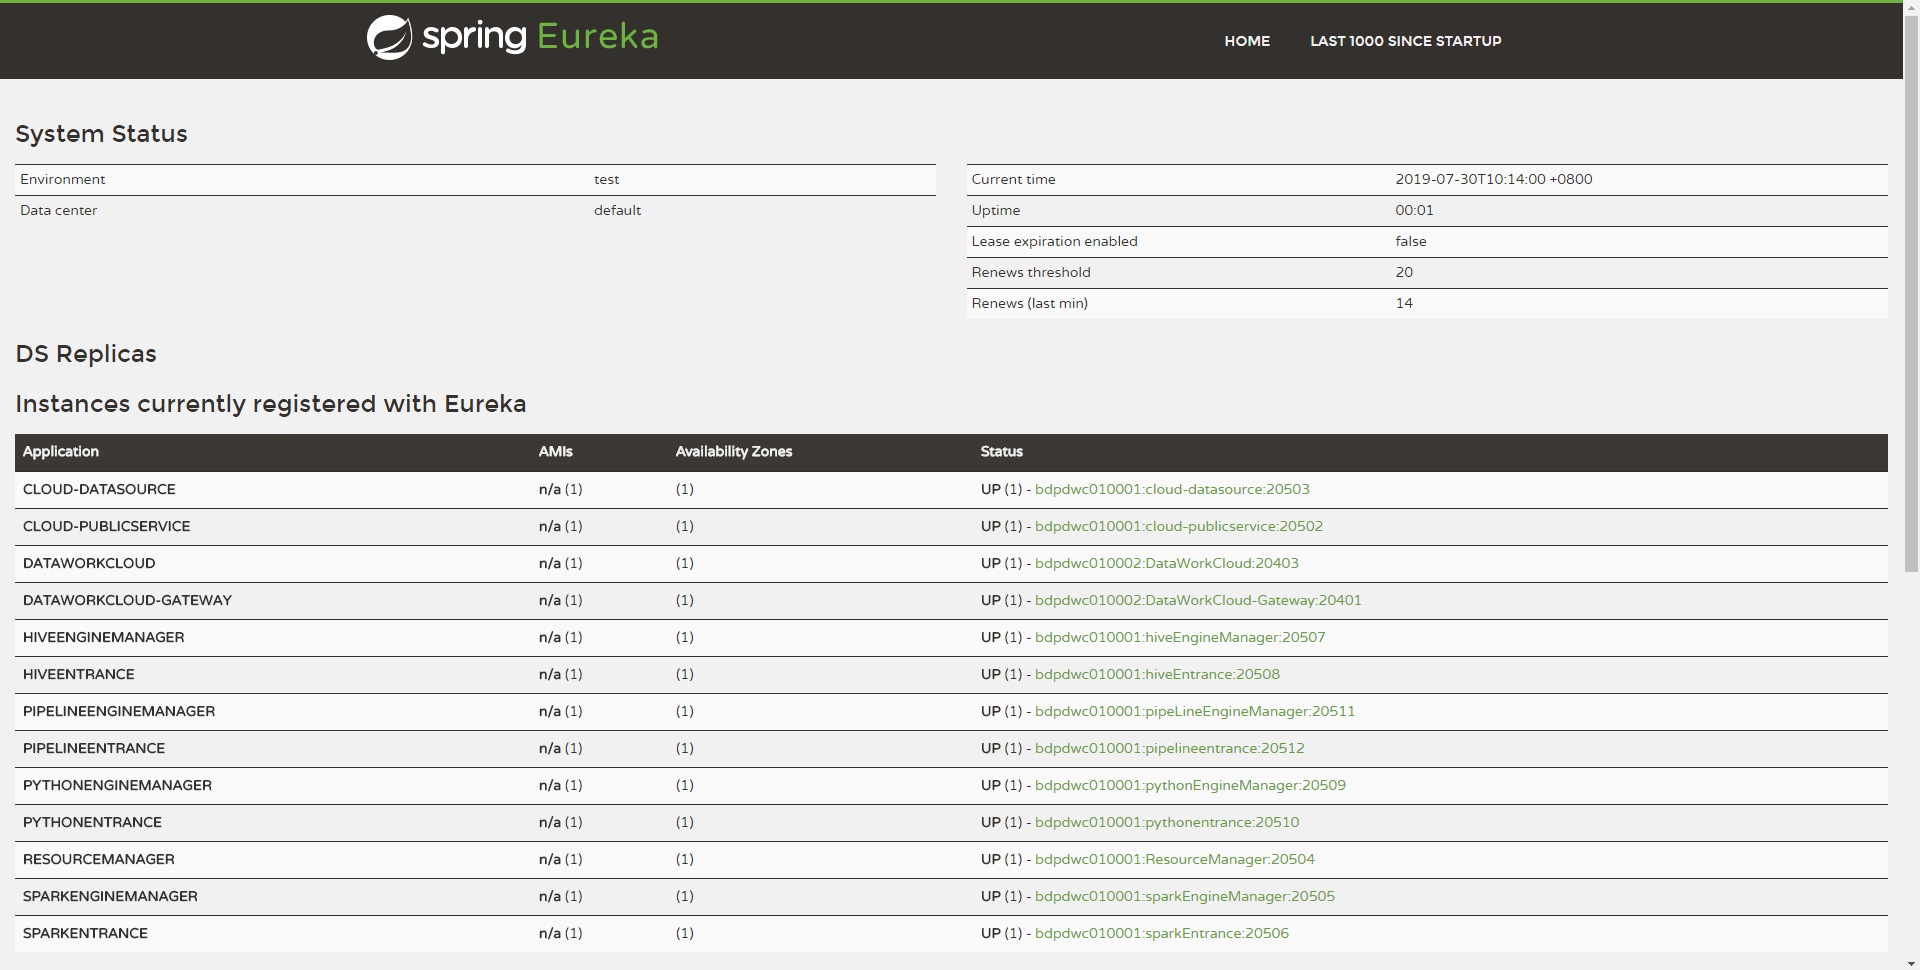 spring Eureka
HOME LAST 1000 SINCE STARTUP
System Status
Environment test
Data center default
Current time 2019-07-30T10:14:00 +0800
Uptime 00:01
Lease expiration enabled false
Renews threshold 20
Renews (last min) 14
DS Replicas
Instances currently registered with Eureka
Application AMIs Availability Zones Status
CLOUD-DATASOURCE n/a (1) (1) UP (1) - bdpdwc010001:cloud-datasource:20503
CLOUD-PUBLICSERVICE n/a (1) (1) UP (1) - bdpdwc010001:cloud-publicservice:20502
DATAWORKCLOUD n/a (1) (1) UP (1) - bdpdwc010002:DataWorkCloud:20403
DATAWORKCLOUD-GATEWAY n/a (1) (1) UP (1) - bdpdwc010002:DataWorkCloud-Gateway:20401
HIVEENGINEMANAGER n/a (1) (1) UP (1) - bdpdwc010001:hiveEngineManager:20507
HIVEENTRANCE n/a (1) (1) UP (1) - bdpdwc010001:hiveEntrance:20508
PIPELINEENGINEMANAGER n/a (1) (1) UP (1) - bdpdwc010001:pipeLineEngineManager:20511
PIPELINEENTRANCE n/a (1) (1) UP (1) - bdpdwc010001:pipelineentrance:20512
PYTHONENGINEMANAGER n/a (1) (1) UP (1) - bdpdwc010001:pythonEngineManager:20509
PYTHONENTRANCE n/a (1) (1) UP (1) - bdpdwc010001:pythonentrance:20510
RESOURCEMANAGER n/a (1) (1) UP (1) - bdpdwc010001:ResourceManager:20504
SPARKENGINEMANAGER n/a (1) (1) UP (1) - bdpdwc010001:sparkEngineManager:20505
SPARKENTRANCE n/a (1) (1) UP (1) - bdpdwc010001:sparkEntrance:20506